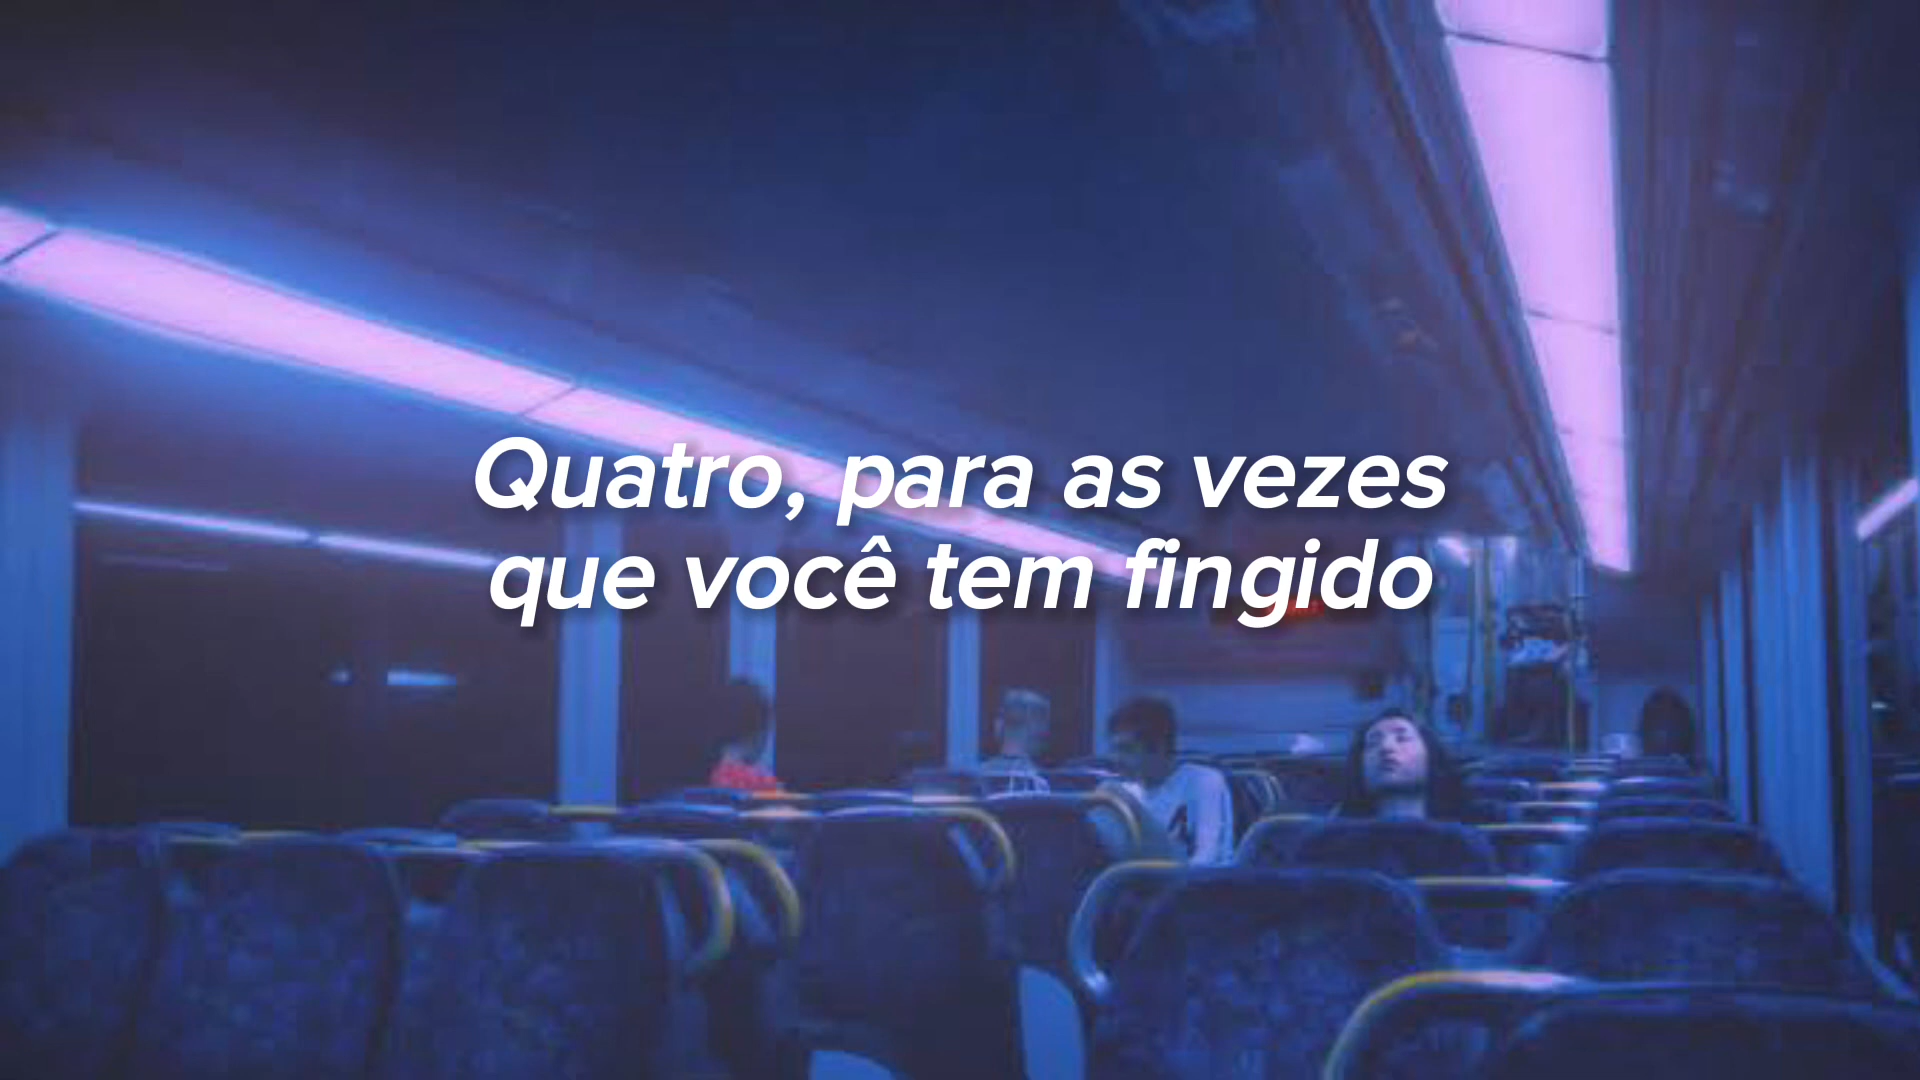 Quatro, para as vezes
que você tem fingido